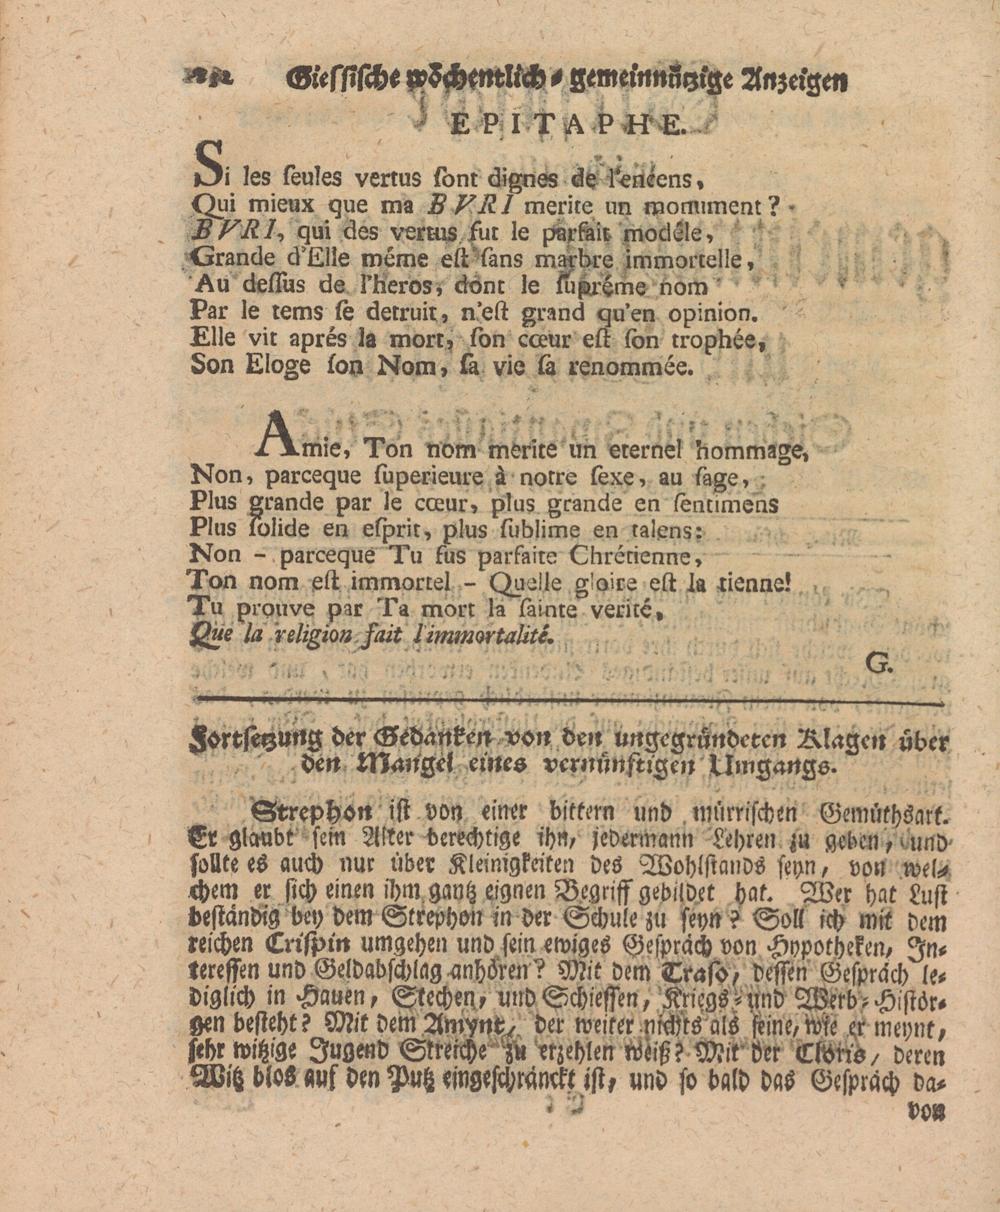 Giessische wöchentlich-gemeinnützige Anzeigen
EPITAPHE.
Si les ſeules vertus ſont dignes de l'encens,
Qui mieux que ma BVRI merite un monument?
BVRI, qui des vertus fut le parfait modéle,
Grande d'Elle méme eſt ſans marbre immortelle,
Au deſſus de l'heros, dont le ſupréme nom
Par le tems ſe detruit, n'eſt grand qu'en opinion.
Elle vit aprés la mort, ſon cœur eſt ſon trophée,
Son Eloge ſon Nom, ſa vie ſa renommée.
Amie, Ton nom merite un eternel hommage,
Non, parceque ſuperieure à notre ſexe, au ſage,
Plus grande par le cœur, plus grande en ſentimens
Plus ſolide en eſprit, plus ſublime en talens:
Non – parceque Tu fus parfaite Chrétienne,
Ton nom eſt immortel – Quelle gloire eſt la tienne!
Tu prouve par Ta mort la ſainte verité,
Que la religion fait l'immortalité.
G.
Fortſetzung der Gedanken von den ungegründeten Klagen über
den Mangel eines vernünftigen Umgangs.
Strephon iſt von einer bittern und mürriſchen Gemüthsart.
Er glaubt ſein Alter berechtige ihn, jedermann Lehren zu geben, und
ſollte es auch nur über Kleinigkeiten des Wohlſtands ſeyn, von wel-
chem er ſich einen ihm gantz eignen Begriff gebildet hat. Wer hat Luſt
beſtändig bey dem Strephon in der Schule zu ſeyn? Soll ich mit dem
reichen Criſpin umgehen und ſein ewiges Geſpräch von Hypotheken, In-
tereſſen und Geldabſchlag anhören? Mit dem Traſo, deſſen Geſpräch le-
diglich in Hauen, Stechen, und Schieſſen, Kriegs- und Werb-Hiſtör-
gen beſteht? Mit dem Amynt, der weiter nichts als ſeine, wie er meynt,
ſehr witzige Jugend Streiche zu erzehlen weiß? Mit der Cloris, deren
Witz blos auf den Putz eingeſchränckt iſt, und ſo bald das Geſpräch da-
von